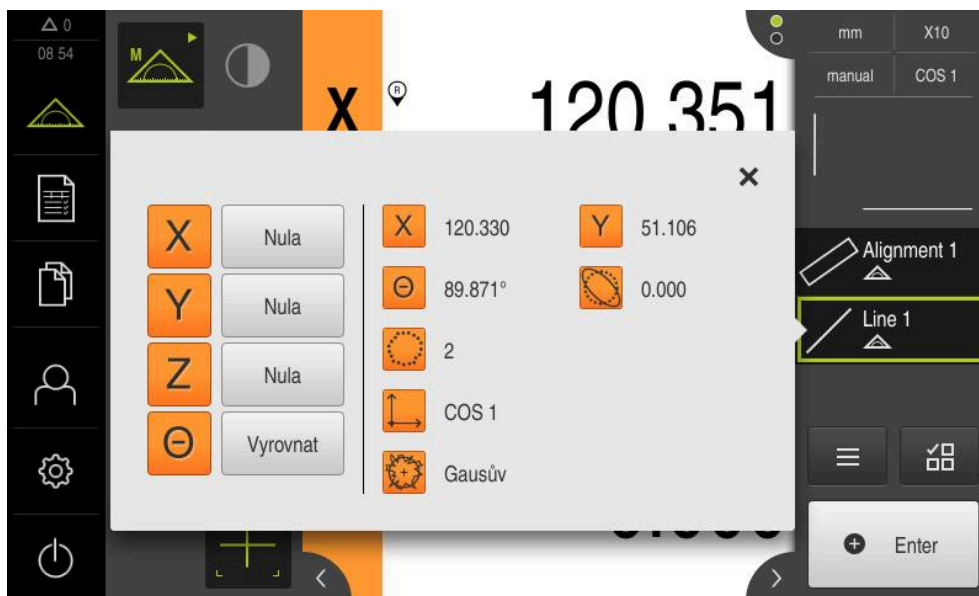 0
08 54
M
X
R
120.351
mm
X10
manual
COS 1
X Nula
Y Nula
Z Nula
Θ Vyrovnat
X 120.330
Y 51.106
Θ 89.871°
0.000
2
COS 1
Gausův
Alignment 1
Line 1
Enter